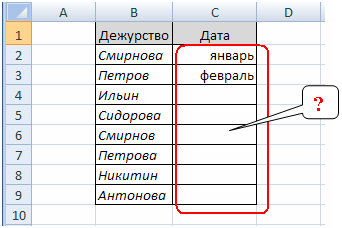 A B C D
1 Дежурство Дата
2 Смирнова январь
3 Петров февраль
4 Ильин
5 Сидорова
6 Смирнов
7 Петрова
8 Никитин
9 Антонова
10
?